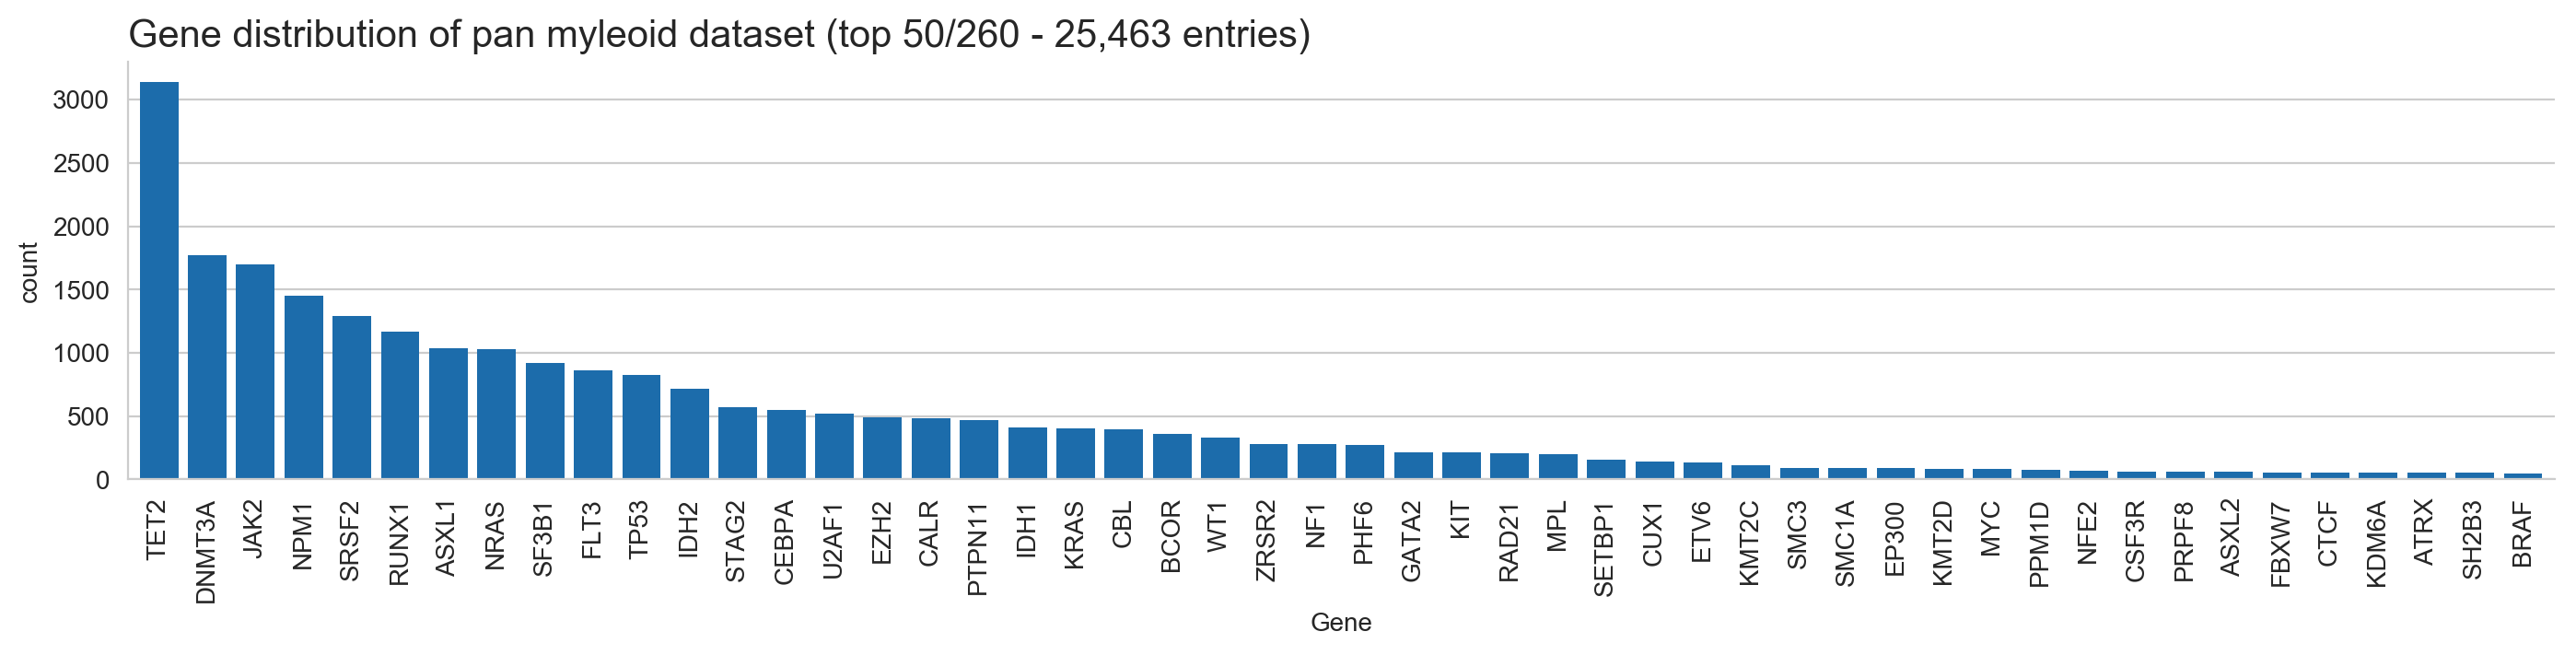 Gene distribution of pan myleoid dataset (top 50/260 - 25,463 entries)
3000
2500
2000
1500
1000
500
0
count
TET2
DNMT3A
JAK2
NPM1
SRSF2
RUNX1
ASXL1
NRAS
SF3B1
FLT3
TP53
IDH2
STAG2
CEBPA
U2AF1
EZH2
CALR
PTPN11
IDH1
KRAS
CBL
BCOR
WT1
ZRSR2
NF1
PHF6
GATA2
KIT
RAD21
MPL
SETBP1
CUX1
ETV6
KMT2C
SMC3
SMC1A
EP300
KMT2D
MYC
PPM1D
NFE2
CSF3R
PRPF8
ASXL2
FBXW7
CTCF
KDM6A
ATRX
SH2B3
BRAF
Gene